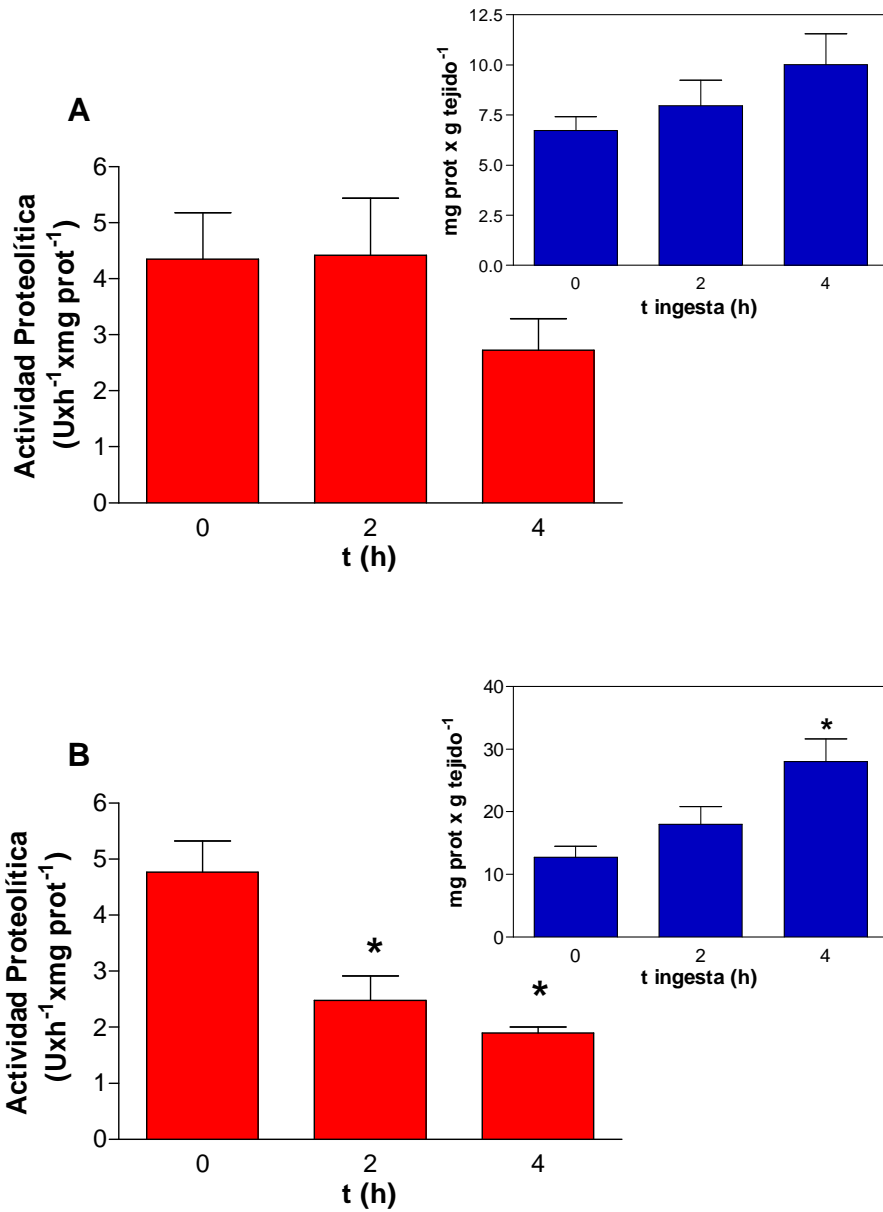 A
Actividad Proteolítica
(Uxh⁻¹xmg prot⁻¹)
6
5
4
3
2
1
0
0 2 4
t (h)
mg prot x g tejido⁻¹
12.5
10.0
7.5
5.0
2.5
0.0
0 2 4
t ingesta (h)
B
Actividad Proteolítica
(Uxh⁻¹xmg prot⁻¹)
6
5
4
3
2
1
0
* *
0 2 4
t (h)
mg prot x g tejido⁻¹
40
30
20
10
0
*
0 2 4
t ingesta (h)